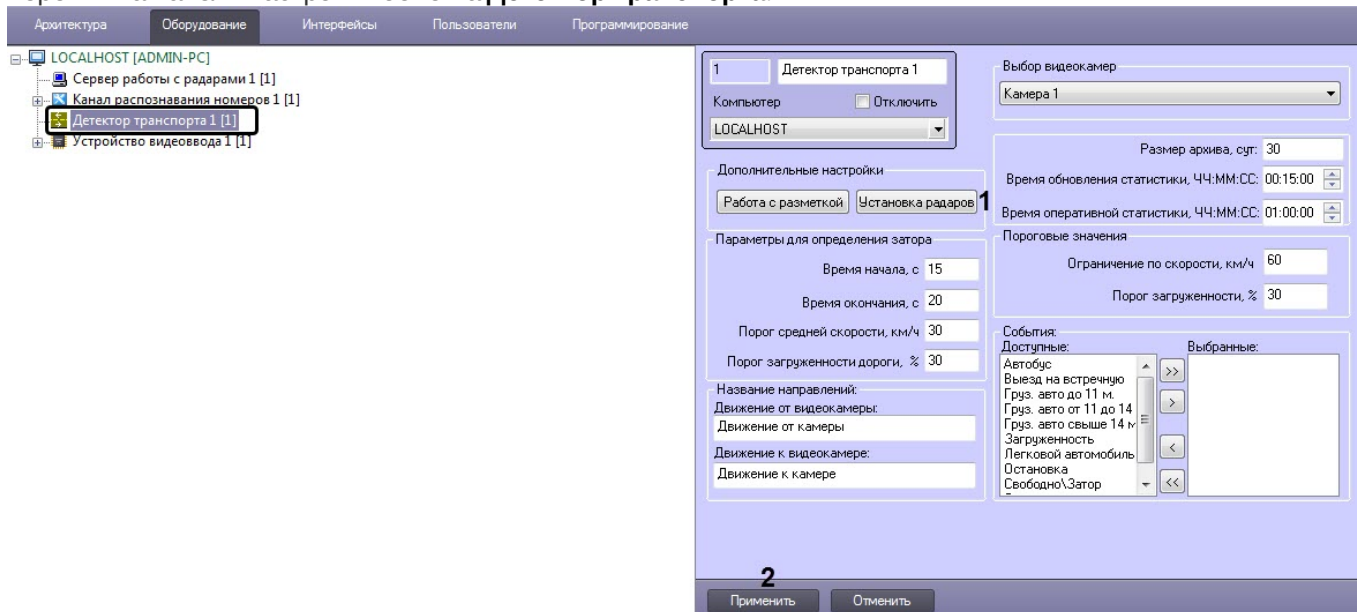 Архитектура
Оборудование
Интерфейсы
Пользователи
Программирование
LOCALHOST [ADMIN-PC]
Сервер работы с радарами 1 [1]
Канал распознавания номеров 1 [1]
Детектор транспорта 1 [1]
Устройство видеоввода 1 [1]
1
Детектор транспорта 1
Компьютер
Отключить
LOCALHOST
Дополнительные настройки
Работа с разметкой
Установка радаров
1
Параметры для определения затора
Время начала, с 15
Время окончания, с 20
Порог средней скорости, км/ч 30
Порог загруженности дороги, % 30
Название направлений:
Движение от видеокамеры:
Движение от камеры
Движение к видеокамере:
Движение к камере
Выбор видеокамер
Камера 1
Размер архива, сут: 30
Время обновления статистики, ЧЧ:ММ:СС: 00:15:00
Время оперативной статистики, ЧЧ:ММ:СС: 01:00:00
Пороговые значения
Ограничение по скорости, км/ч 60
Порог загруженности, % 30
События:
Доступные:
Выбранные:
Автобус
Выезд на встречную
Груз. авто до 11 м.
Груз. авто от 11 до 14
Груз. авто свыше 14 м
Загруженность
Легковой автомобиль
Остановка
Свободно\Затор
>>
>
<
<<
2
Применить
Отменить